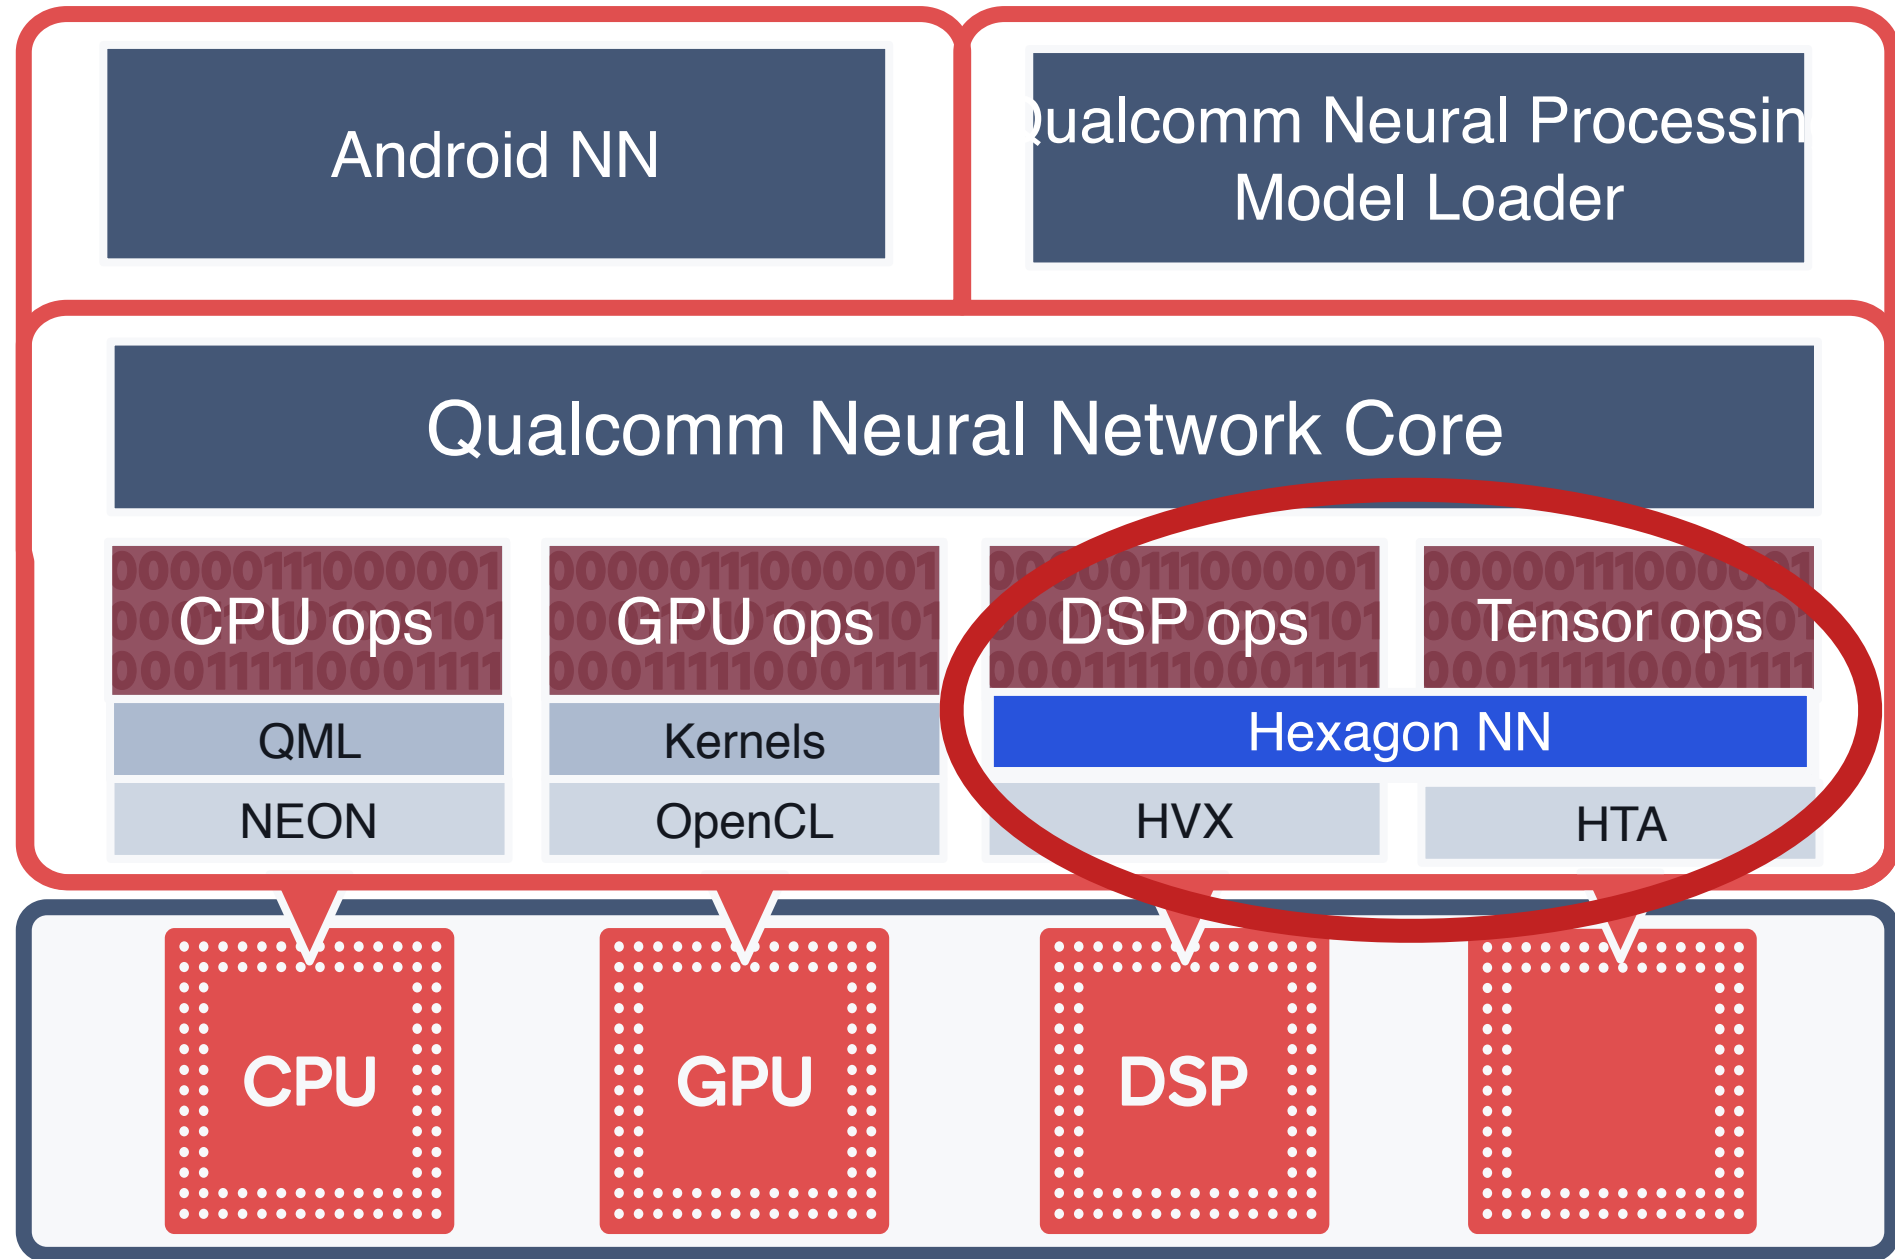 Android NN
Qualcomm Neural Processin
Model Loader
Qualcomm Neural Network Core
CPU ops
GPU ops
DSP ops
Tensor ops
QML
Kernels
Hexagon NN
NEON
OpenCL
HVX
HTA
CPU
GPU
DSP